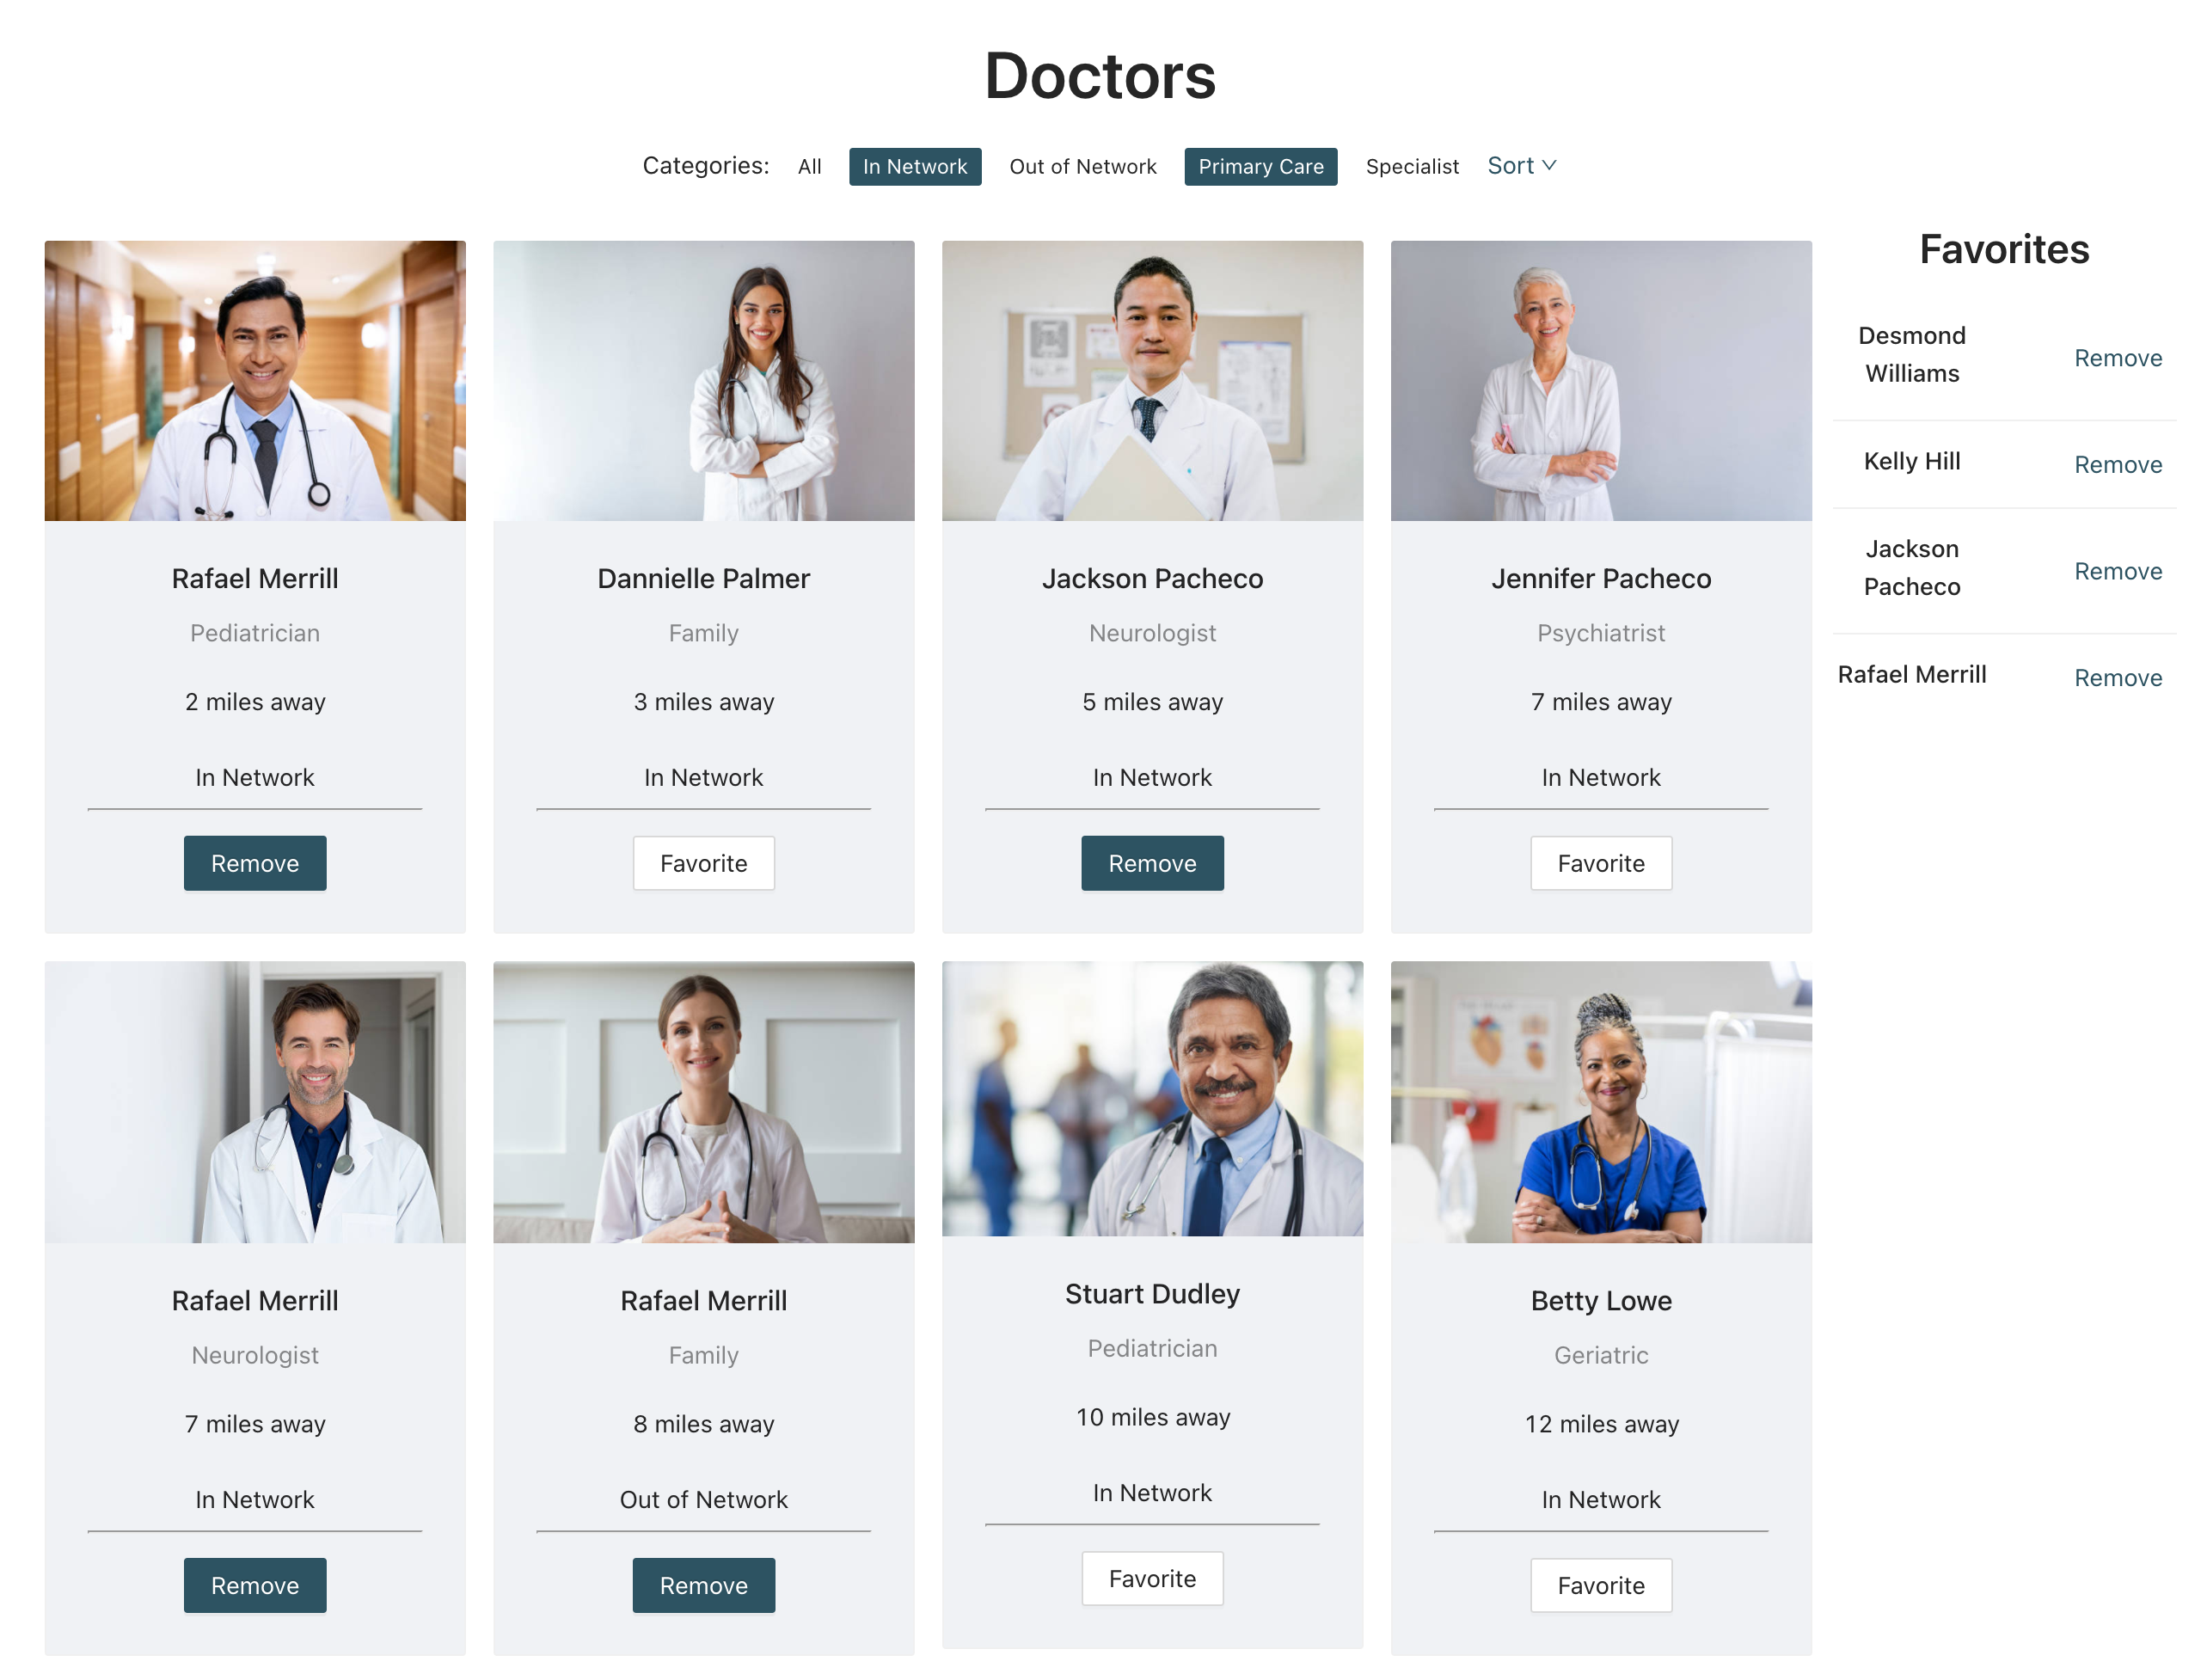 Doctors
Categories: All In Network Out of Network Primary Care Specialist Sort
Rafael Merrill
Pediatrician
2 miles away
In Network
Remove
Dannielle Palmer
Family
3 miles away
In Network
Favorite
Jackson Pacheco
Neurologist
5 miles away
In Network
Remove
Jennifer Pacheco
Psychiatrist
7 miles away
In Network
Favorite
Rafael Merrill
Neurologist
7 miles away
In Network
Remove
Rafael Merrill
Family
8 miles away
Out of Network
Remove
Stuart Dudley
Pediatrician
10 miles away
In Network
Favorite
Betty Lowe
Geriatric
12 miles away
In Network
Favorite
Favorites
Desmond
Williams
Remove
Kelly Hill
Remove
Jackson
Pacheco
Remove
Rafael Merrill
Remove